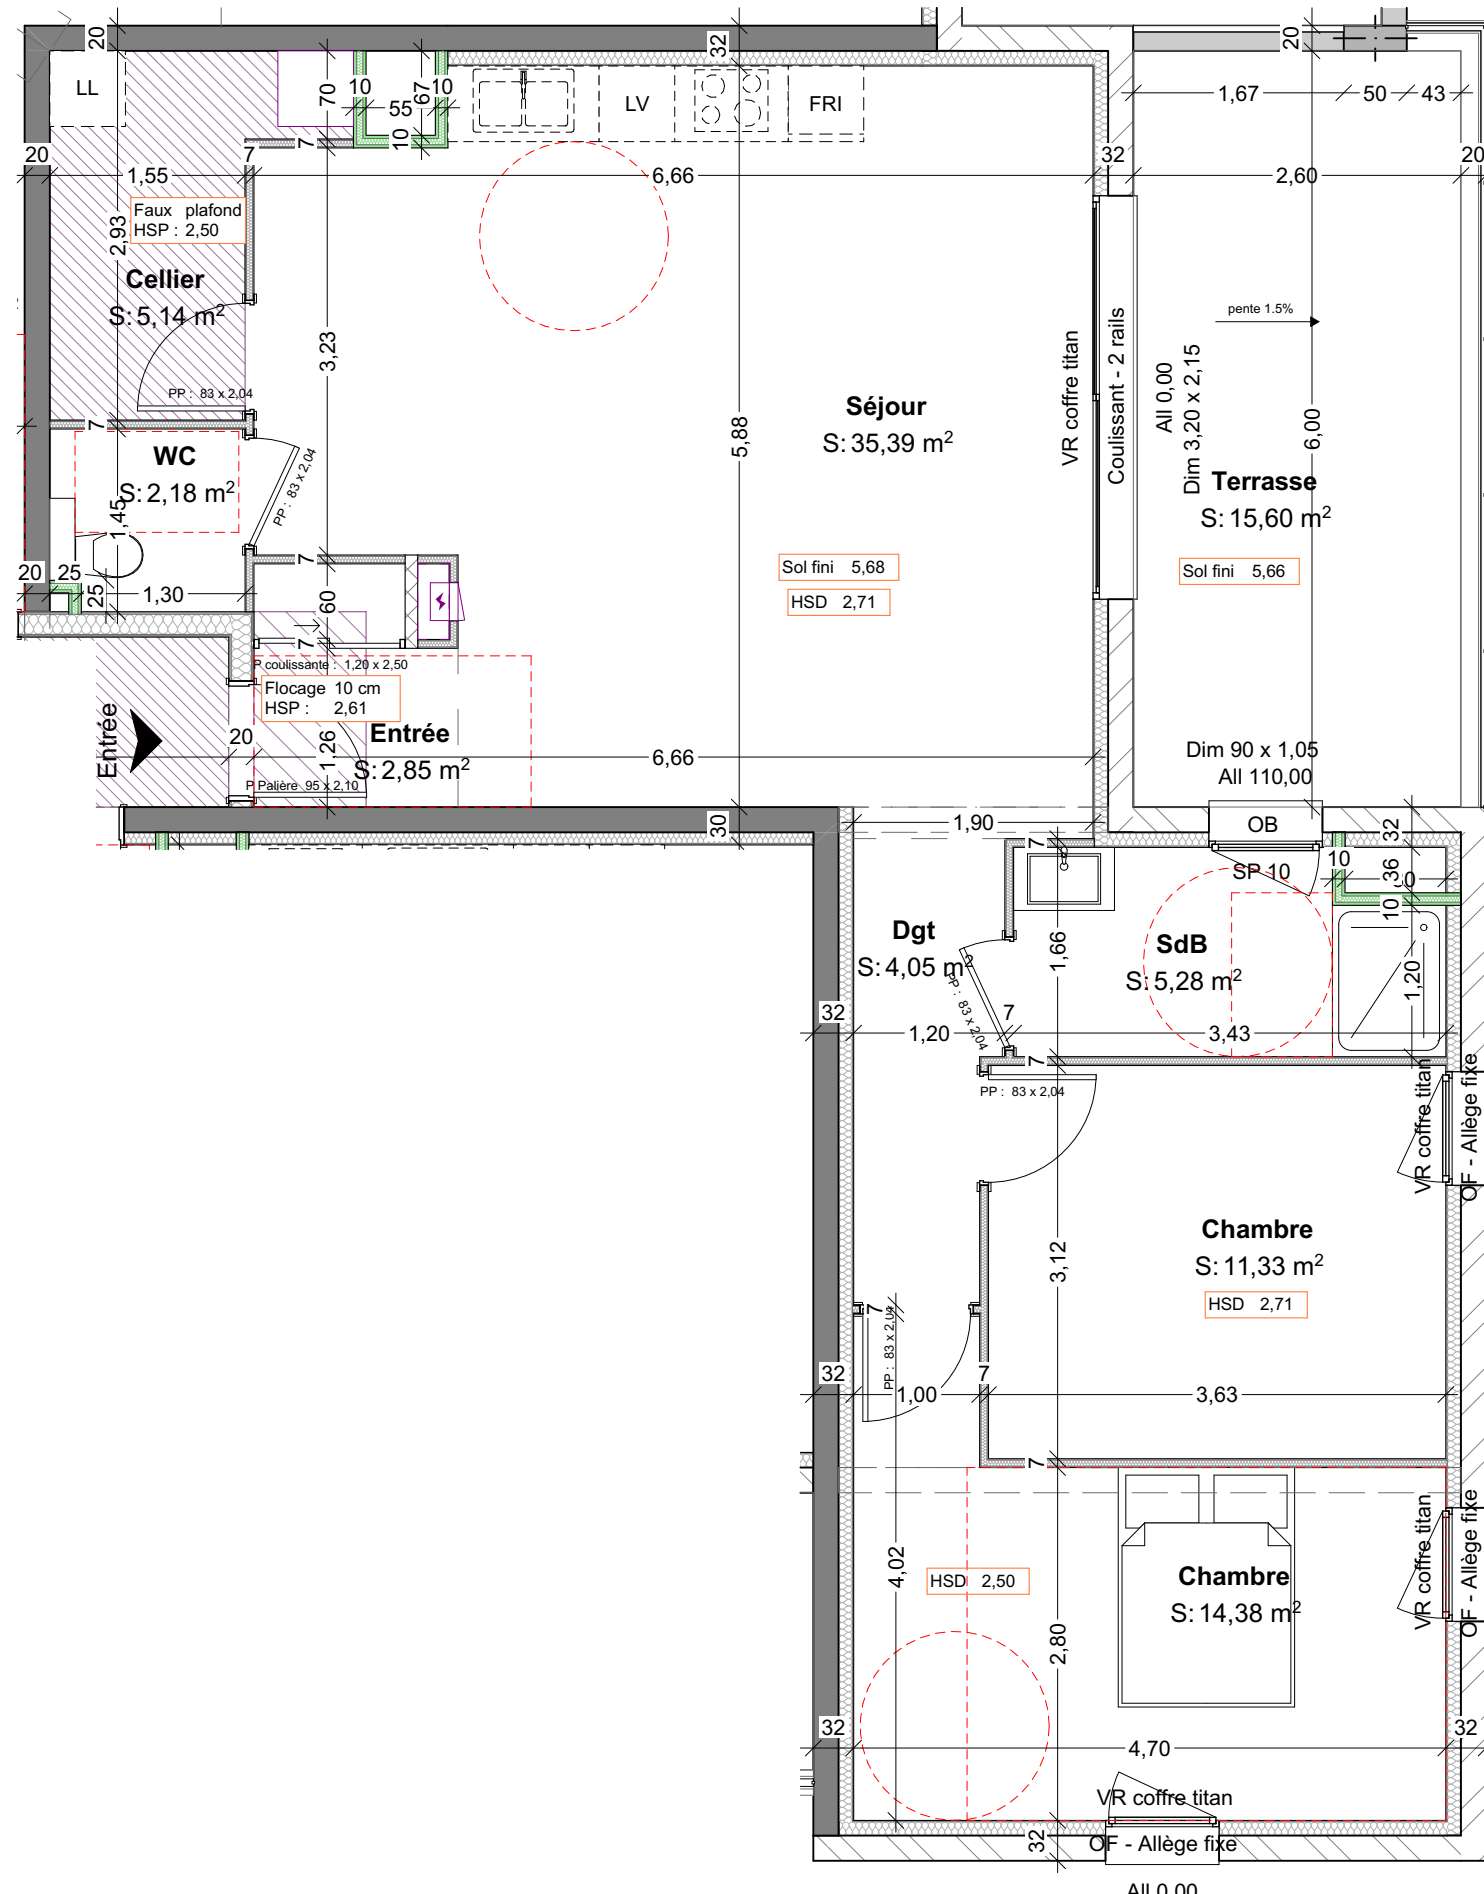 20
32
20
LL
70
10
55
67
10
10
LV
FRI
1,67
50
43
20
1,55
7
7
6,66
32
2,60
20
Faux plafond
HSP : 2,50
2,93
Cellier
S: 5,14 m²
PP : 83 x 2,04
3,23
5,88
Séjour
S: 35,39 m²
VR coffre titan
Coulissant - 2 rails
All 0,00
Dim 3,20 x 2,15
pente 1.5%
6,00
Terrasse
S: 15,60 m²
7
WC
S: 2,18 m²
1,45
PP : 83 x 2,04
Sol fini 5,68
HSD 2,71
Sol fini 5,66
20
25
25
1,30
7
60
7
P coulissante : 1,20 x 2,50
Flocage 10 cm
HSP : 2,61
Entrée
20
1,26
Entrée
S: 2,85 m²
P Palière 95 x 2,10
6,66
Dim 90 x 1,05
All 110,00
30
1,90
OB
32
7
SP 10
10
36
10
Dgt
S: 4,05 m²
1,66
SdB
S: 5,28 m²
1,20
PP : 83 x 2,04
32
1,20
7
3,43
7
PP : 83 x 2,04
VR coffre titan
OF - Allège fixe
3,12
Chambre
S: 11,33 m²
HSD 2,71
7
PP : 83 x 2,04
32
1,00
7
3,63
7
4,02
HSD 2,50
Chambre
S: 14,38 m²
VR coffre titan
OF - Allège fixe
2,80
32
4,70
32
VR coffre titan
32
OF - Allège fixe
All 0,00